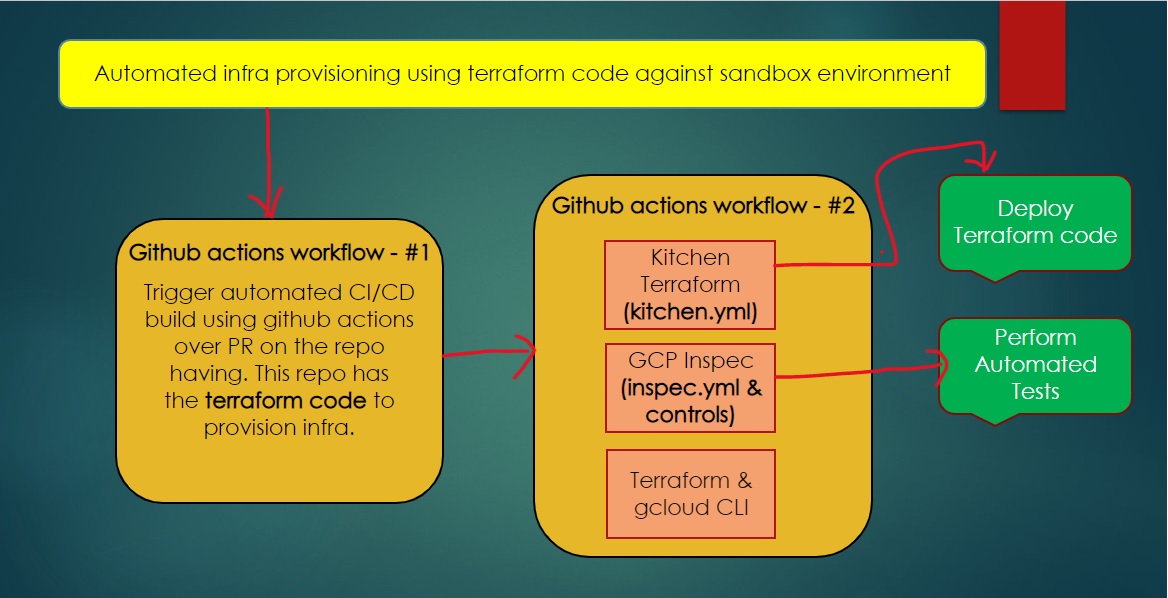 Automated infra provisioning using terraform code against sandbox environment
Github actions workflow - #1
Trigger automated CI/CD
build using github actions
over PR on the repo
having. This repo has
the terraform code to
provision infra.
Github actions workflow - #2
Kitchen
Terraform
(kitchen.yml)
GCP Inspec
(inspec.yml &
controls)
Terraform &
gcloud CLI
Deploy
Terraform code
Perform
Automated
Tests